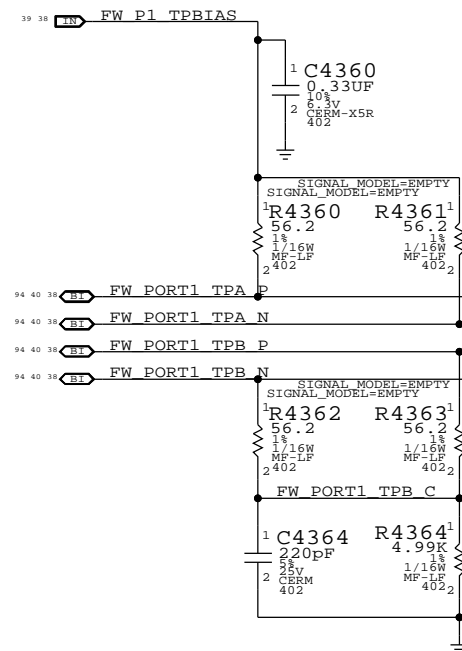 39 38 IN FW_P1_TPBIAS
1 C4360
0.33UF
10%
6.3V
2 CERM-X5R
402
SIGNAL_MODEL=EMPTY
SIGNAL_MODEL=EMPTY
1 R4360 R4361 1
56.2 56.2
1% 1%
1/16W 1/16W
MF-LF MF-LF
2 402 402 2
94 40 38 BI FW_PORT1_TPA_P
94 40 38 BI FW_PORT1_TPA_N
94 40 38 BI FW_PORT1_TPB_P
94 40 38 BI FW_PORT1_TPB_N
SIGNAL_MODEL=EMPTY
SIGNAL_MODEL=EMPTY
1 R4362 R4363 1
56.2 56.2
1% 1%
1/16W 1/16W
MF-LF MF-LF
2 402 402 2
FW_PORT1_TPB_C
1 C4364 R4364 1
220pF 4.99K
5% 1%
25V 1/16W
2 CERM MF-LF
402 402 2